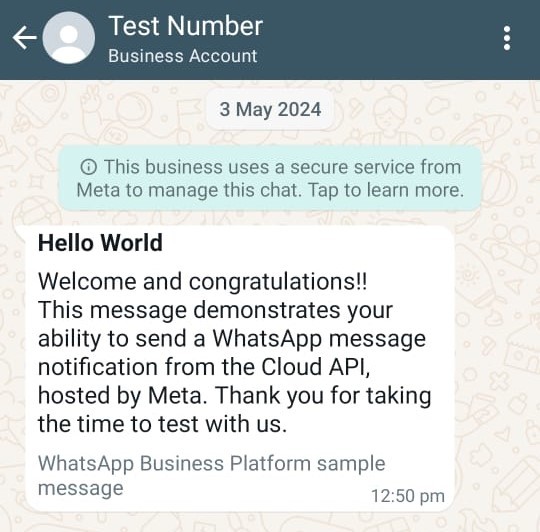 Test Number
Business Account
3 May 2024
This business uses a secure service from
Meta to manage this chat. Tap to learn more.
Hello World
Welcome and congratulations!!
This message demonstrates your
ability to send a WhatsApp message
notification from the Cloud API,
hosted by Meta. Thank you for taking
the time to test with us.
WhatsApp Business Platform sample
message
12:50 pm